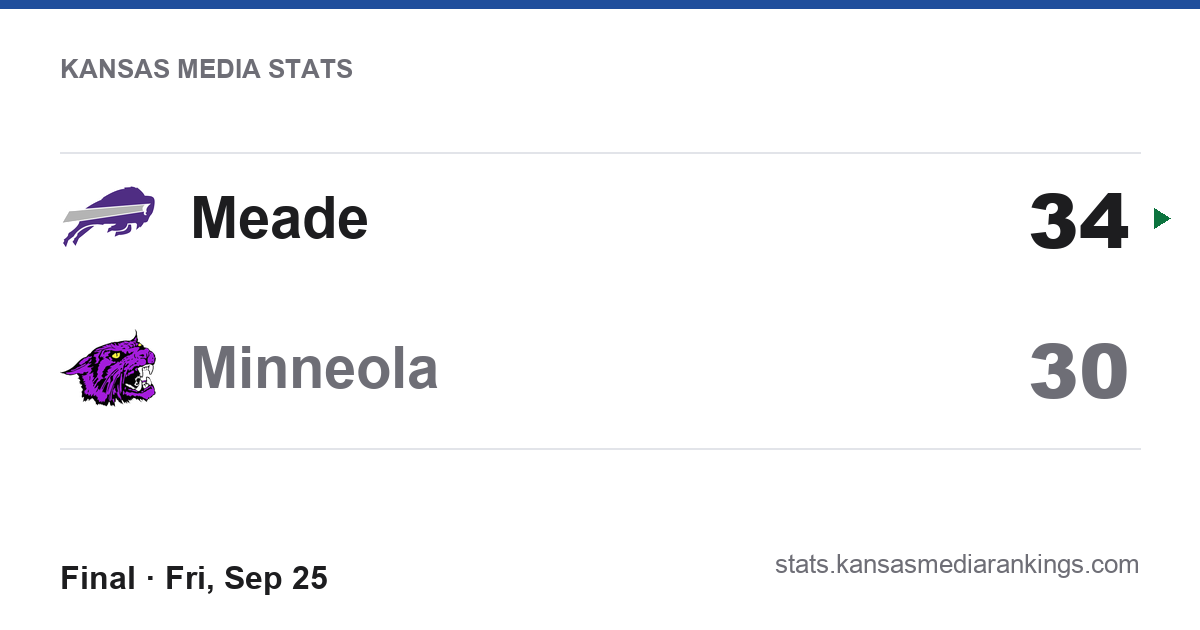 KANSAS MEDIA STATS
Meade 34
Minneola 30
Final · Fri, Sep 25
stats.kansasmediarankings.com